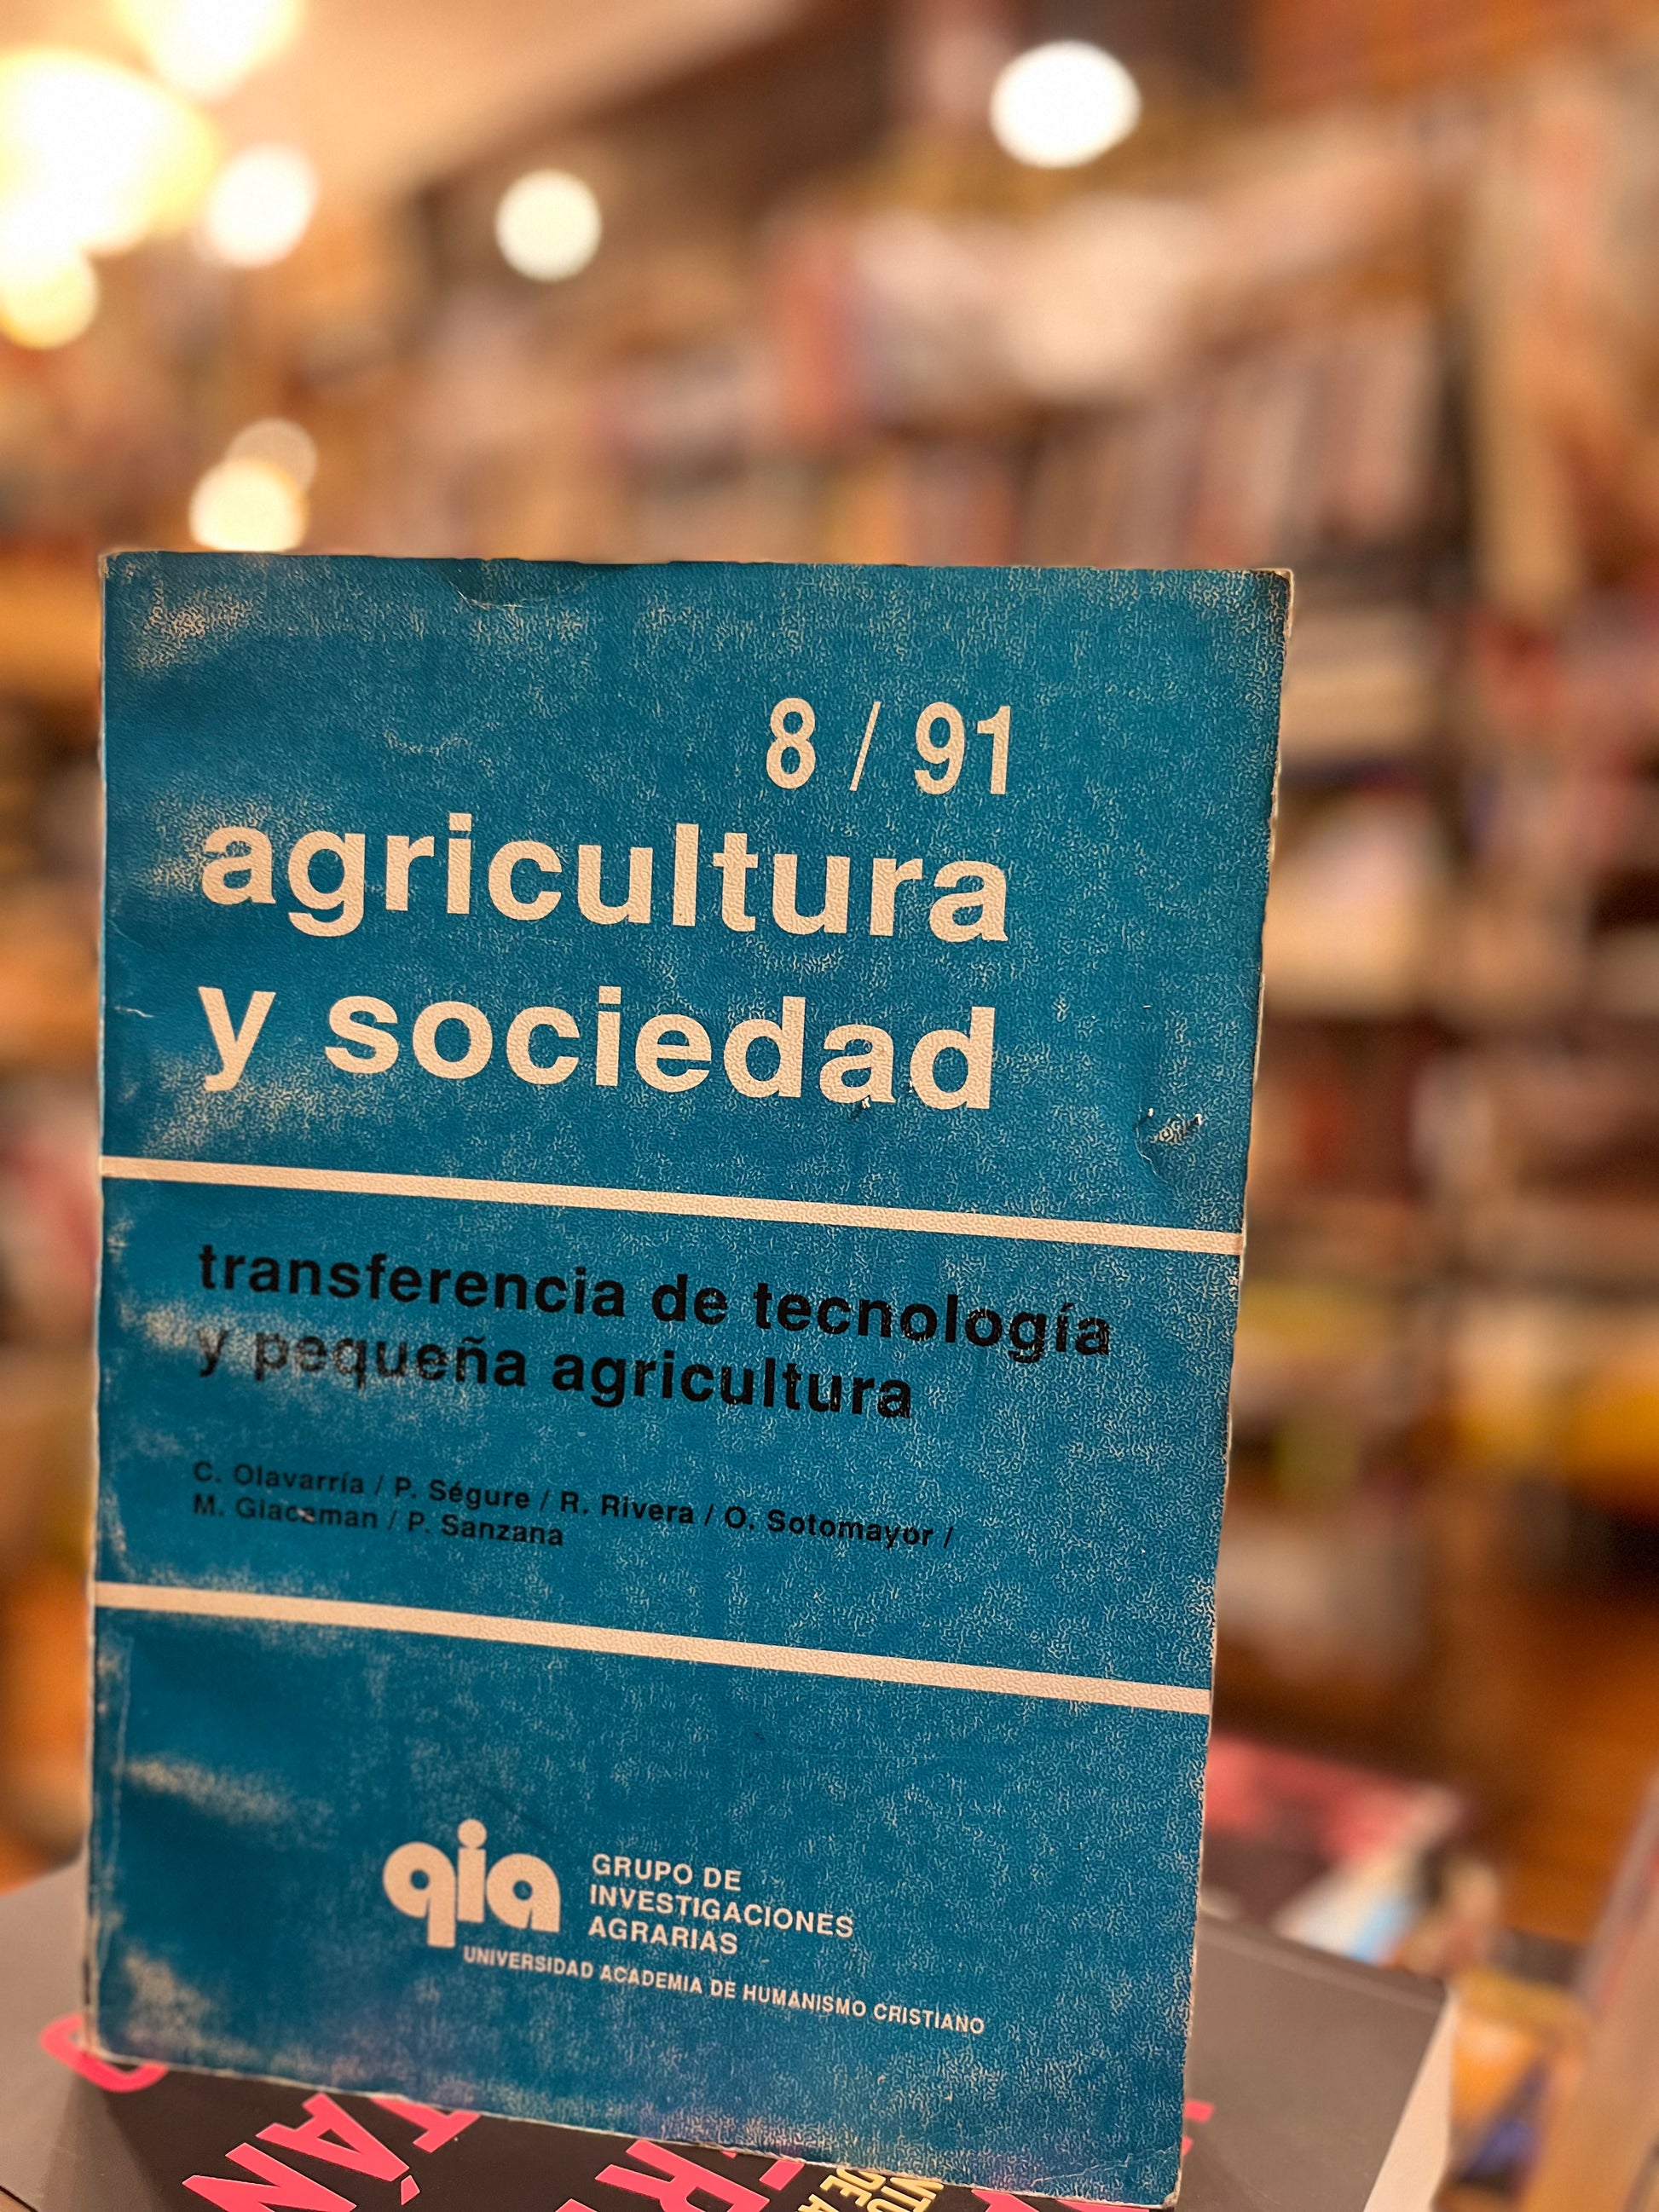 8 / 91
agricultura
y sociedad
transferencia de tecnología
y pequeña agricultura
C. Olavarría / P. Ségure / R. Rivera / O. Sotomayor /
M. Giacaman / P. Sanzana
gia
GRUPO DE
INVESTIGACIONES
AGRARIAS
UNIVERSIDAD ACADEMIA DE HUMANISMO CRISTIANO